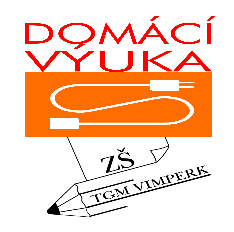 DOMÁCÍ
VÝUKA
ZŠ
TGM VIMPERK